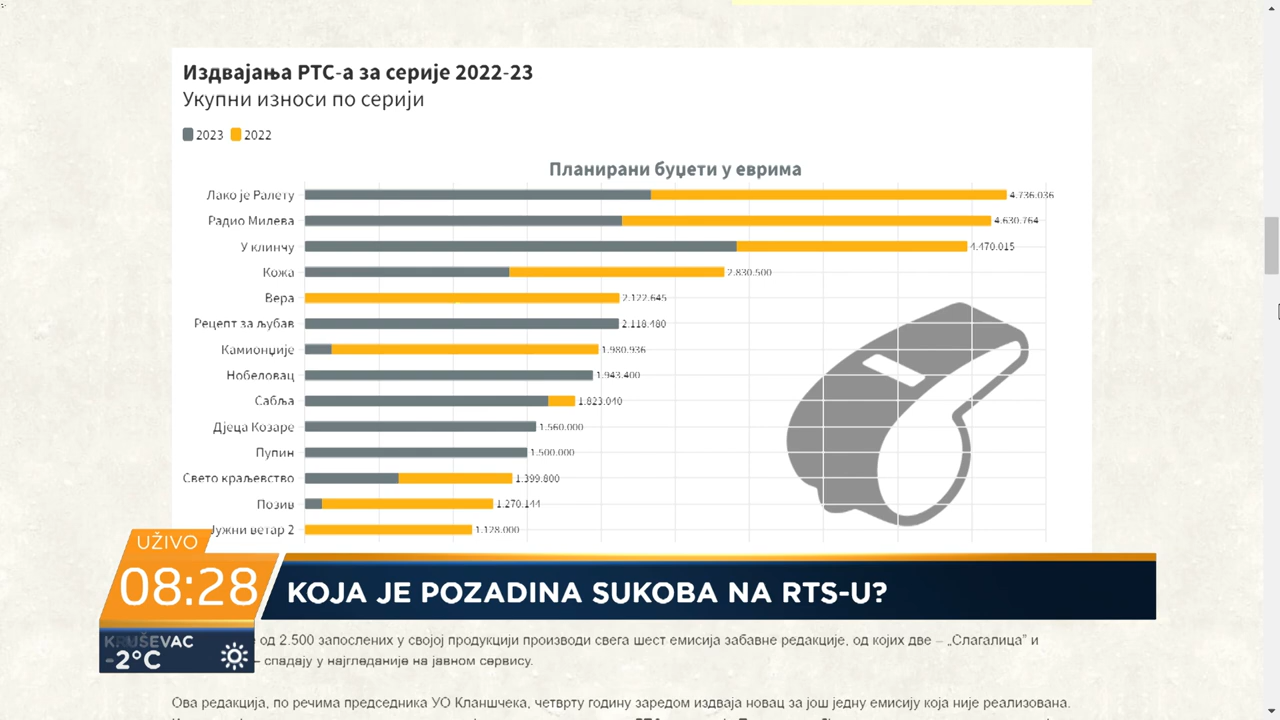 Издвајања РТС-а за серије 2022-23
Укупни износи по серији
2023 2022
Планирани буџети у еврима
Лако је Ралету 4.736.036
Радио Милева 4.630.764
У клинчу 4.470.015
Кожа 2.830.500
Вера 2.122.645
Рецепт за љубав 2.118.480
Камионџије 1.980.936
Нобеловац 1.943.400
Сабља 1.823.040
Дјеца Козаре 1.560.000
Пупин 1.500.000
Свето краљевство 1.399.800
Позив 1.270.144
Јужни ветар 2 1.128.000
UŽIVO
08:28
KOJA JE POZADINA SUKOBA NA RTS-U?
KRUŠEVAC
-2°C
од 2.500 запослених у својој продукцији производи свега шест емисија забавне редакције, од којих две – „Слагалица” и
– спадају у најгледаније на јавном сервису.
Ова редакција, по речима председника УО Кланшчека, четврту годину заредом издваја новац за још једну емисију која није реализована.